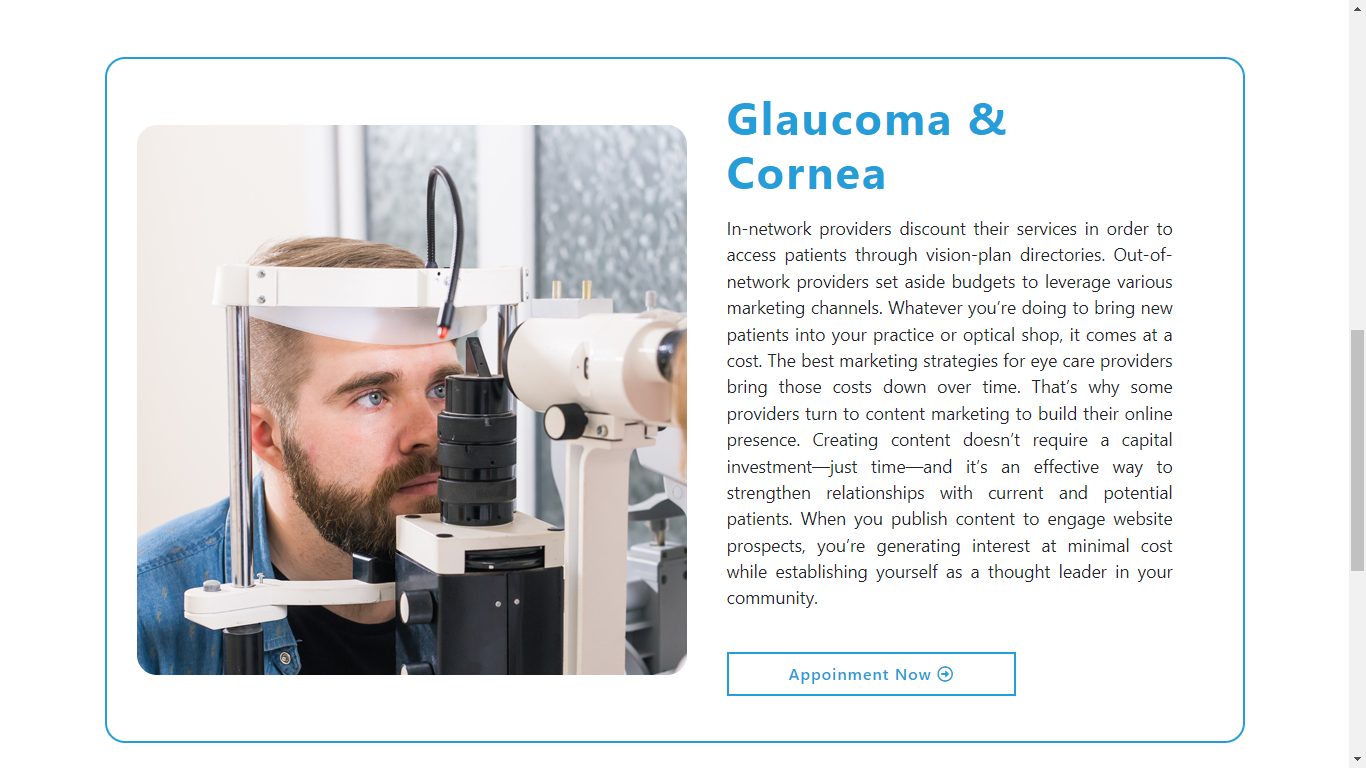 Glaucoma &
Cornea
In-network providers discount their services in order to
access patients through vision-plan directories. Out-of-
network providers set aside budgets to leverage various
marketing channels. Whatever you’re doing to bring new
patients into your practice or optical shop, it comes at a
cost. The best marketing strategies for eye care providers
bring those costs down over time. That’s why some
providers turn to content marketing to build their online
presence. Creating content doesn’t require a capital
investment—just time—and it’s an effective way to
strengthen relationships with current and potential
patients. When you publish content to engage website
prospects, you’re generating interest at minimal cost
while establishing yourself as a thought leader in your
community.
Appoinment Now